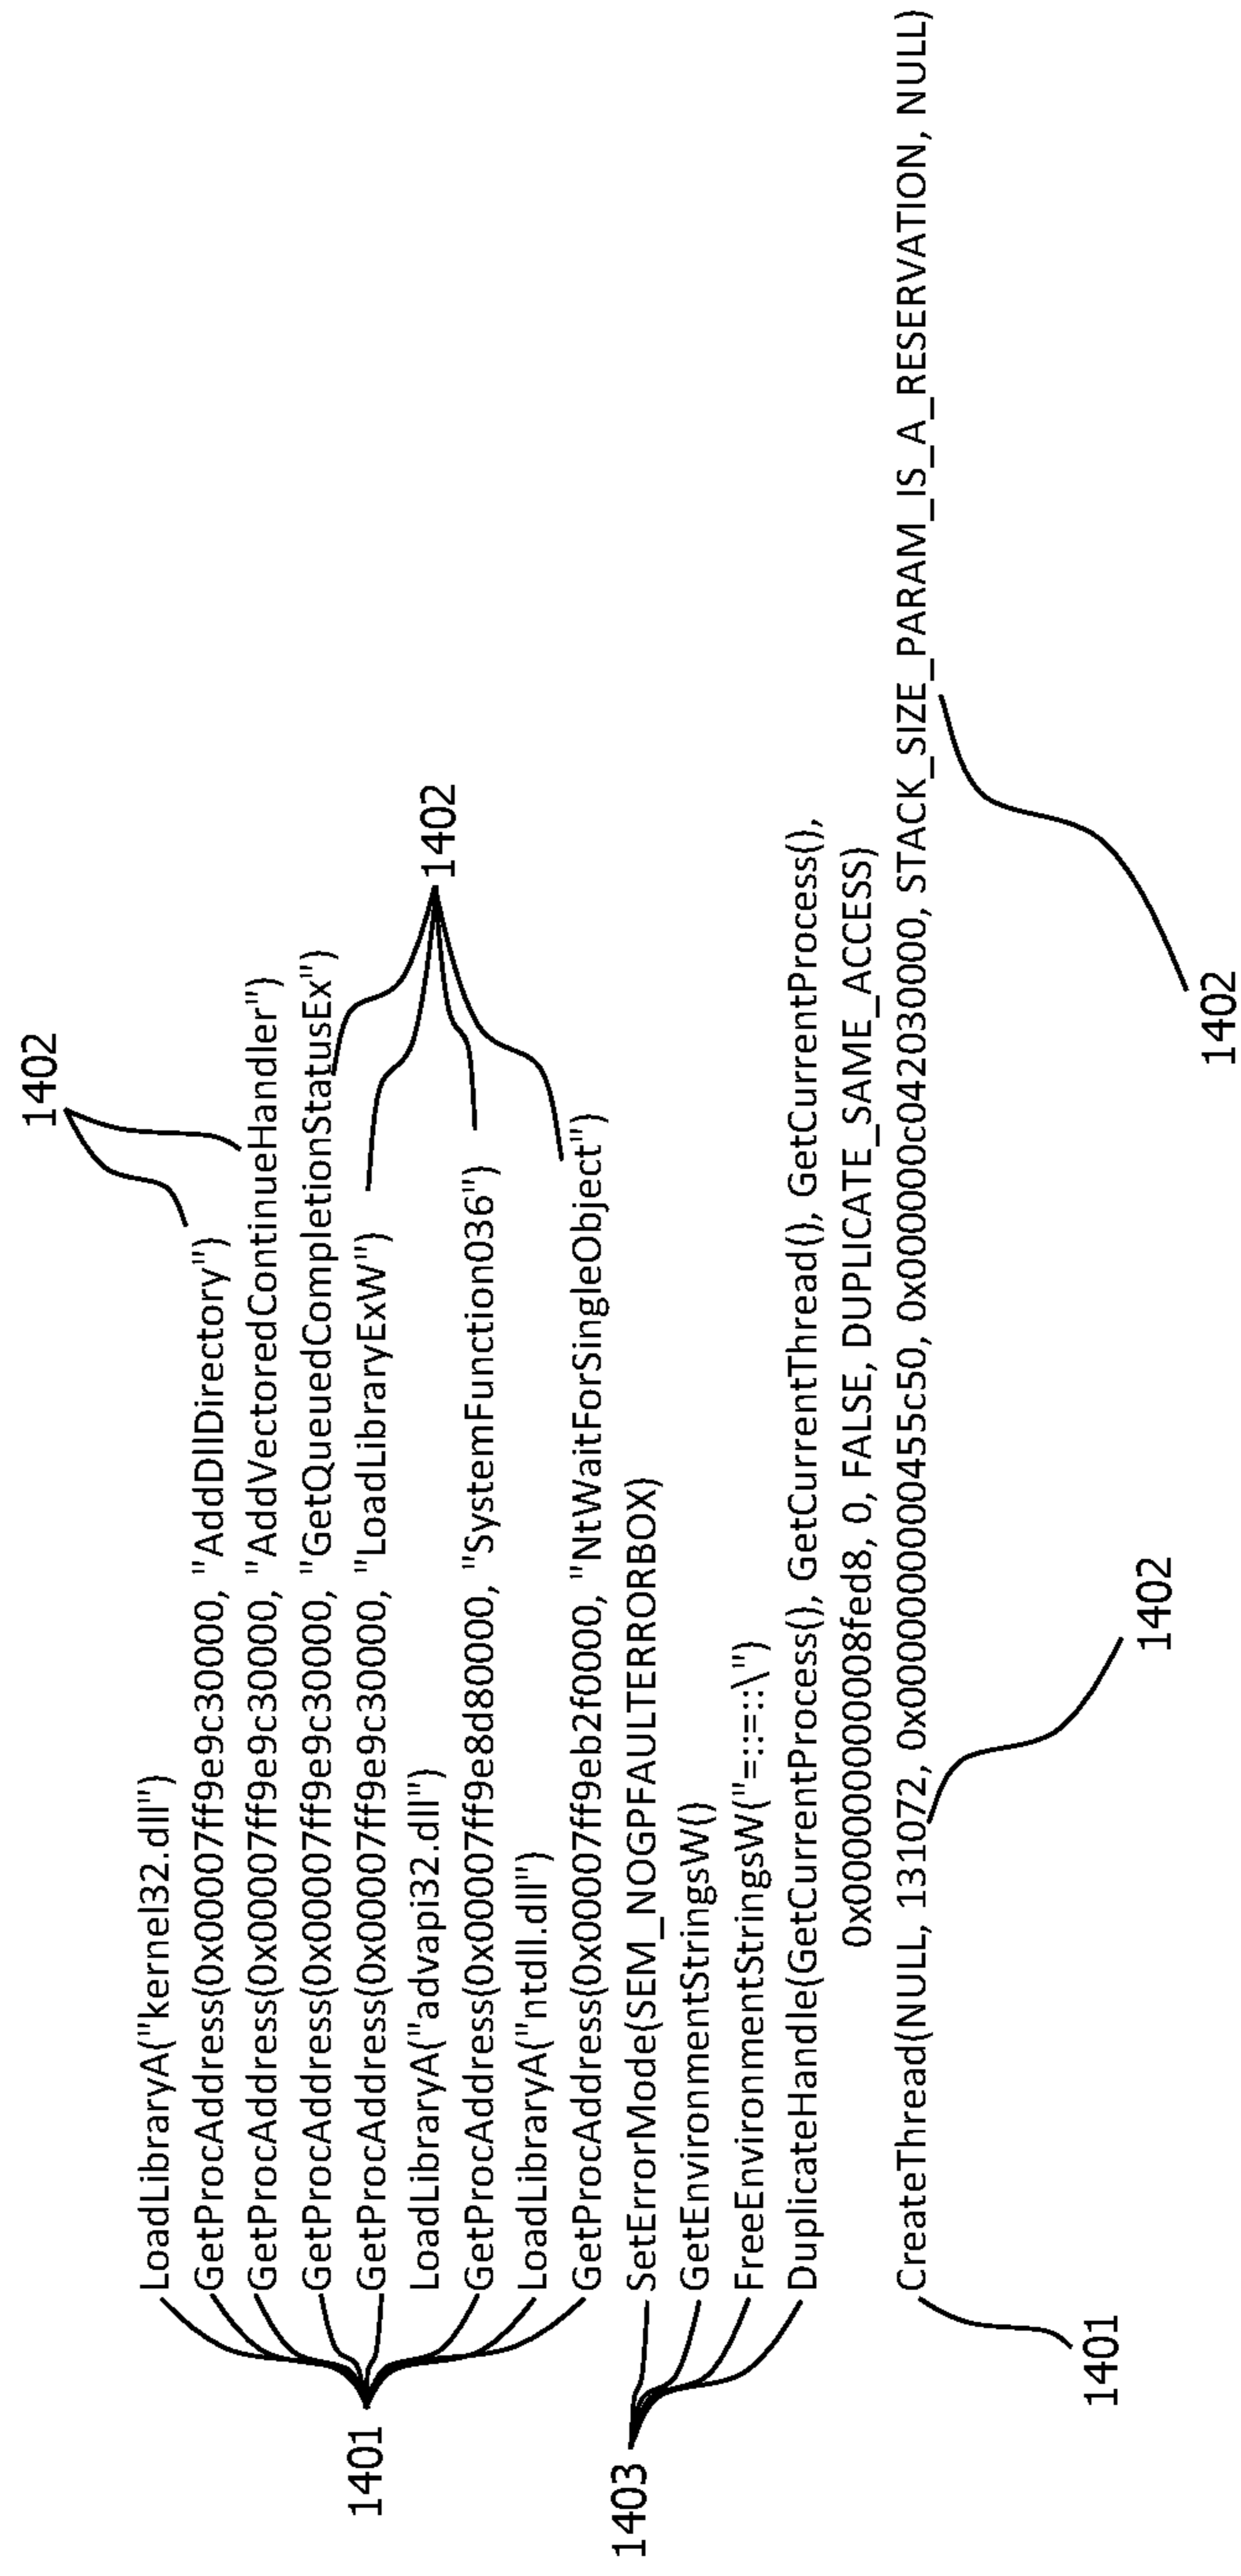 1402
LoadLibraryA("kernel32.dll")
GetProcAddress(0x00007ff9e9c30000, "AddDllDirectory")
GetProcAddress(0x00007ff9e9c30000, "AddVectoredContinueHandler")
GetProcAddress(0x00007ff9e9c30000, "GetQueuedCompletionStatusEx")
1401
GetProcAddress(0x00007ff9e9c30000, "LoadLibraryExW")
LoadLibraryA("advapi32.dll")
1402
GetProcAddress(0x00007ff9e8d80000, "SystemFunction036")
LoadLibraryA("ntdll.dll")
GetProcAddress(0x00007ff9eb2f0000, "NtWaitForSingleObject")
1403
SetErrorMode(SEM_NOGPFAULTERRORBOX)
GetEnvironmentStringsW()
FreeEnvironmentStringsW("=::=::\")
DuplicateHandle(GetCurrentProcess(), GetCurrentThread(), GetCurrentProcess(),
0x000000000008fed8, 0, FALSE, DUPLICATE_SAME_ACCESS)
CreateThread(NULL, 131072, 0x0000000000455c50, 0x000000c042030000, STACK_SIZE_PARAM_IS_A_RESERVATION, NULL)
1401
1402
1402